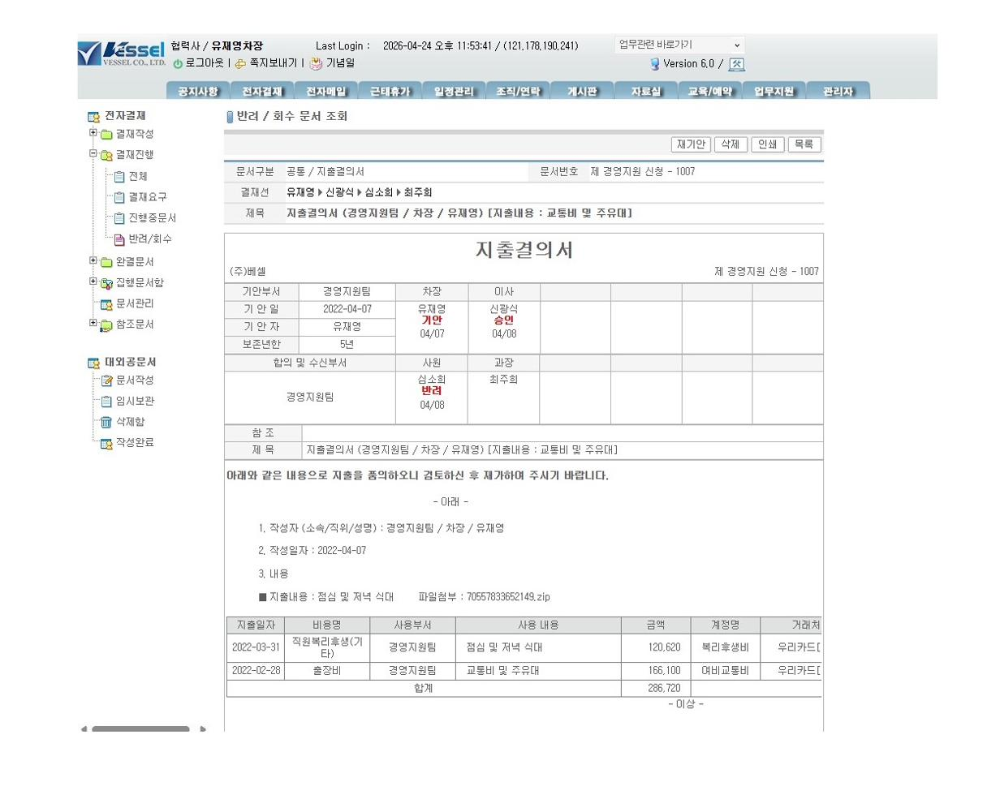 Vessel
VESSEL CO., LTD.
협력사 / 유재영차장 Last Login : 2026-04-24 오후 11:53:41 / (121,178,190,241) 업무관련 바로가기
로그아웃 | 쪽지보내기 | 기념일 Version 6.0 /
공지사항 전자결제 전자메일 근태휴가 일정관리 조직/연락 게시판 자료실 교육/예약 업무지원 관리자
전자결제
결재작성
결재진행
전체
결재요구
진행중문서
반려/회수
완결문서
집행문서함
문서관리
참조문서
대외공문서
문서작성
임시보관
삭제함
작성완료
반려 / 회수 문서 조회
재기안 삭제 인쇄 목록
문서구분 공통 / 지출결의서 문서번호 제 경영지원 신청 - 1007
결재선 유재영 ▶ 신광식 ▶ 심소희 ▶ 최주희
제목 지출결의서 (경영지원팀 / 차장 / 유재영) [지출내용 : 교통비 및 주유대]
지출결의서
(주)베셀 제 경영지원 신청 - 1007
기안부서 경영지원팀 차장 이사
기 안 일 2022-04-07 유재영 신광식
기안 승인
기 안 자 유재영 04/07 04/08
보존년한 5년
합의 및 수신부서 사원 과장
심소희 최주희
반려
경영지원팀 04/08
참 조
제 목 지출결의서 (경영지원팀 / 차장 / 유재영) [지출내용 : 교통비 및 주유대]
아래와 같은 내용으로 지출을 품의하오니 검토하신 후 재가하여 주시기 바랍니다.
- 아래 -
1. 작성자 (소속/직위/성명) : 경영지원팀 / 차장 / 유재영
2. 작성일자 : 2022-04-07
3. 내용
■ 지출내용 : 점심 및 저녁 식대 파일첨부 : 70557833652149.zip
지출일자 비용명 사용부서 사용 내용 금액 계정명 거래처
2022-03-31 직원복리후생(기타) 경영지원팀 점심 및 저녁 식대 120,620 복리후생비 우리카드[
2022-02-28 출장비 경영지원팀 교통비 및 주유대 166,100 여비교통비 우리카드[
합계 286,720
- 이상 -